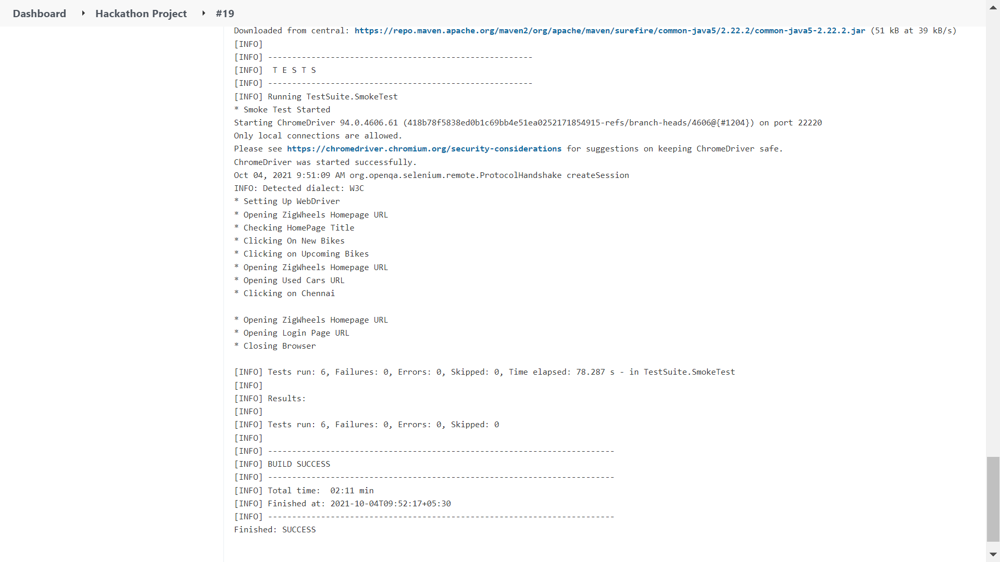 Dashboard ‣ Hackathon Project ‣ #19
Downloaded from central: https://repo.maven.apache.org/maven2/org/apache/maven/surefire/common-java5/2.22.2/common-java5-2.22.2.jar (51 kB at 39 kB/s)
[INFO]
[INFO] -------------------------------------------------------
[INFO]  T E S T S
[INFO] -------------------------------------------------------
[INFO] Running TestSuite.SmokeTest
* Smoke Test Started
Starting ChromeDriver 94.0.4606.61 (418b78f5838ed0b1c69bb4e51ea0252171854915-refs/branch-heads/4606@{#1204}) on port 22220
Only local connections are allowed.
Please see https://chromedriver.chromium.org/security-considerations for suggestions on keeping ChromeDriver safe.
ChromeDriver was started successfully.
Oct 04, 2021 9:51:09 AM org.openqa.selenium.remote.ProtocolHandshake createSession
INFO: Detected dialect: W3C
* Setting Up WebDriver
* Opening ZigWheels Homepage URL
* Checking HomePage Title
* Clicking On New Bikes
* Clicking on Upcoming Bikes
* Opening ZigWheels Homepage URL
* Opening Used Cars URL
* Clicking on Chennai
* Opening ZigWheels Homepage URL
* Opening Login Page URL
* Closing Browser
[INFO] Tests run: 6, Failures: 0, Errors: 0, Skipped: 0, Time elapsed: 78.287 s - in TestSuite.SmokeTest
[INFO]
[INFO] Results:
[INFO]
[INFO] Tests run: 6, Failures: 0, Errors: 0, Skipped: 0
[INFO]
[INFO] ------------------------------------------------------------------------
[INFO] BUILD SUCCESS
[INFO] ------------------------------------------------------------------------
[INFO] Total time:  02:11 min
[INFO] Finished at: 2021-10-04T09:52:17+05:30
[INFO] ------------------------------------------------------------------------
Finished: SUCCESS